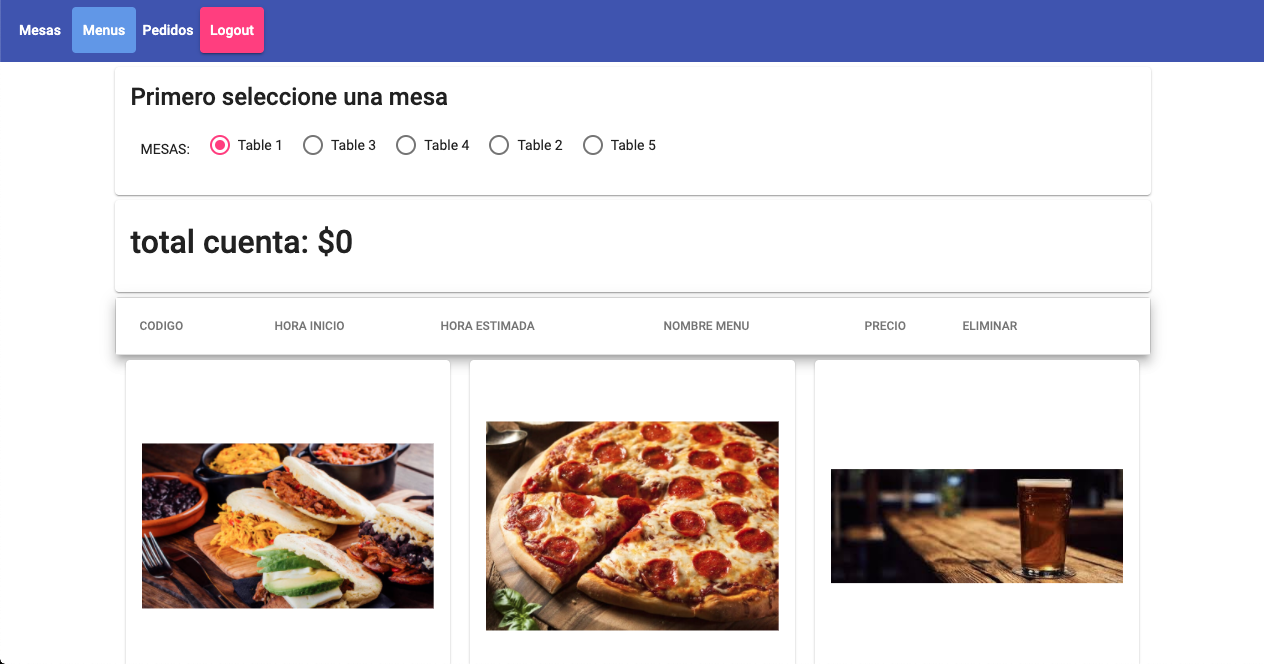 Mesas Menus Pedidos Logout
Primero seleccione una mesa
MESAS: Table 1 Table 3 Table 4 Table 2 Table 5
total cuenta: $0
CODIGO HORA INICIO HORA ESTIMADA NOMBRE MENU PRECIO ELIMINAR